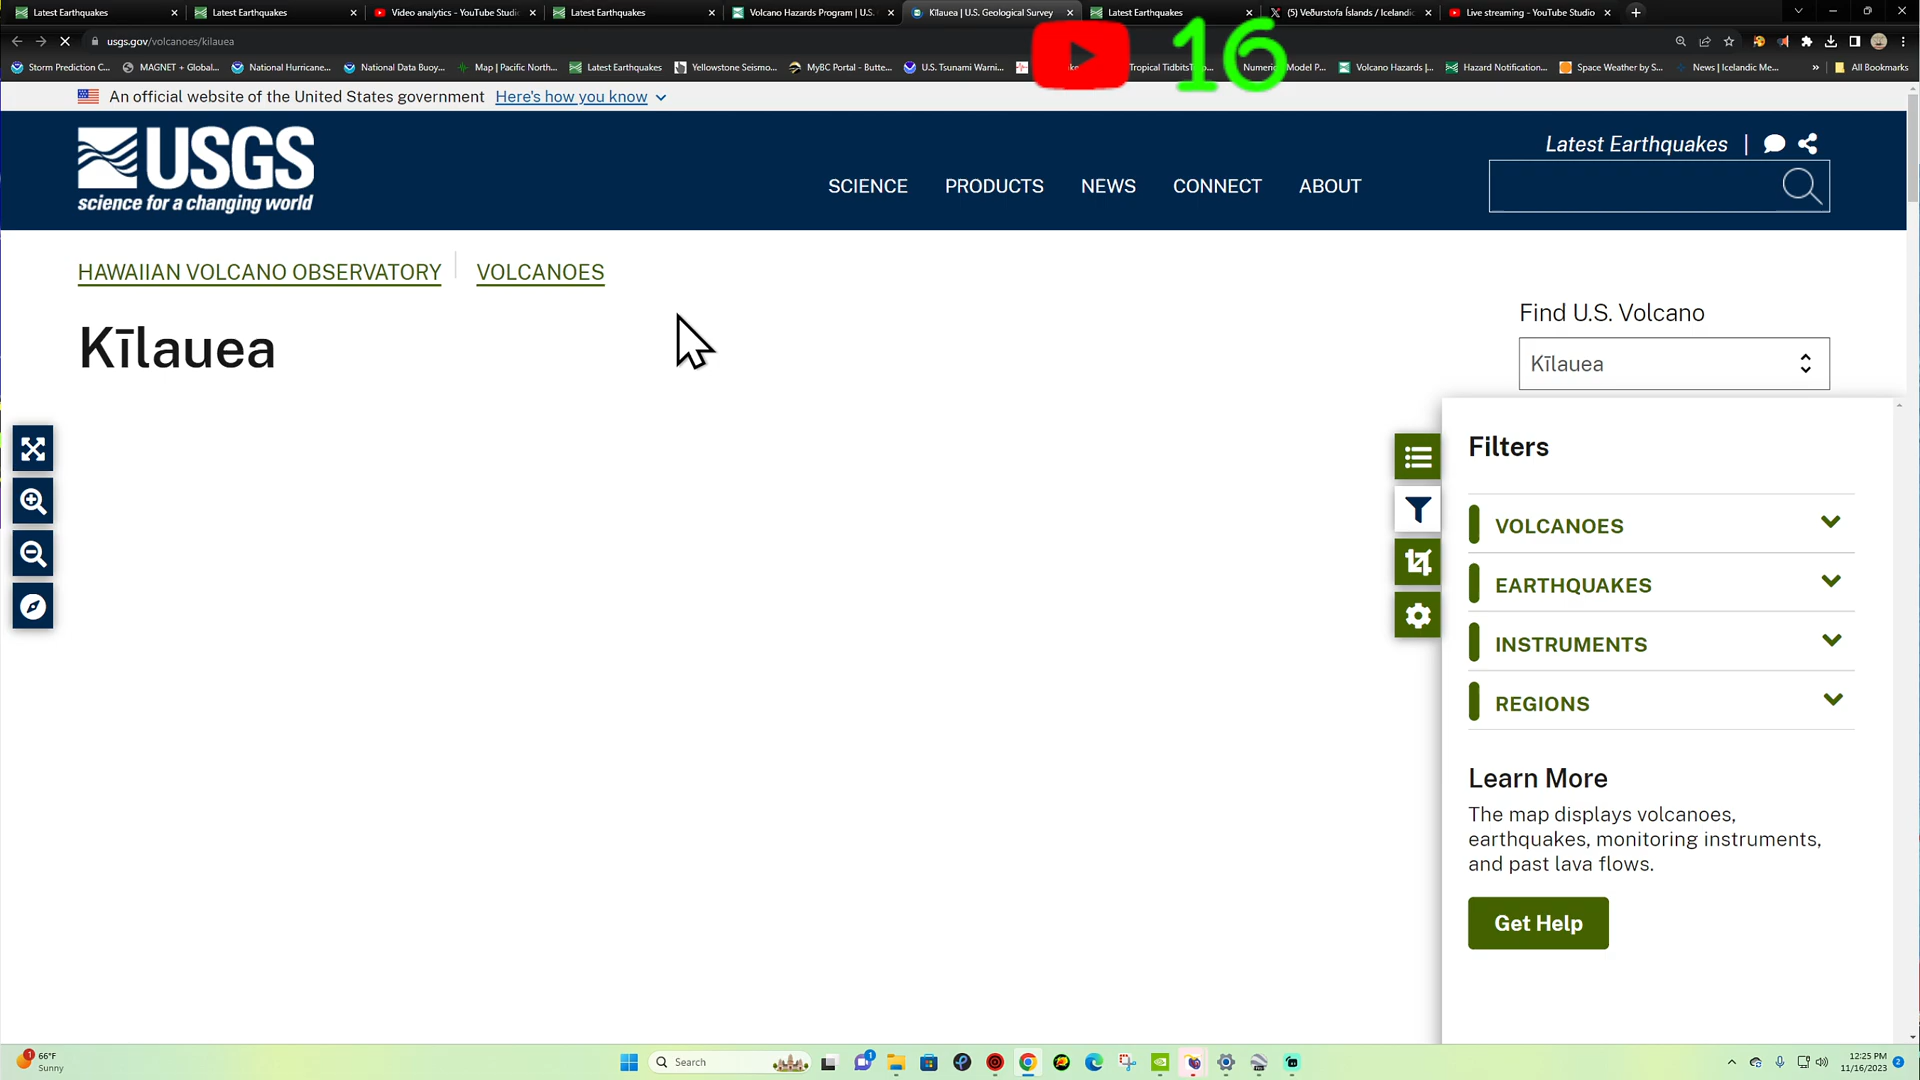 Latest Earthquakes
Latest Earthquakes
Video analytics - YouTube Studio
Latest Earthquakes
Volcano Hazards Program | U.S.
Kīlauea | U.S. Geological Survey
Latest Earthquakes
(5) Veðurstofa Íslands / Icelandic
Live streaming - YouTube Studio
usgs.gov/volcanoes/kilauea
16
Storm Prediction C...
MAGNET + Global...
National Hurricane...
National Data Buoy...
Map | Pacific North...
Latest Earthquakes
Yellowstone Seismo...
MyBC Portal - Butte...
U.S. Tsunami Warni...
Tropical Tidbits
Model P...
Volcano Hazards |...
Hazard Notification...
Space Weather by S...
News | Icelandic Me...
»
All Bookmarks
An official website of the United States government Here's how you know
USGS
science for a changing world
Latest Earthquakes |
SCIENCE PRODUCTS NEWS CONNECT ABOUT
HAWAIIAN VOLCANO OBSERVATORY VOLCANOES
Kīlauea
Find U.S. Volcano
Kīlauea
Filters
VOLCANOES
EARTHQUAKES
INSTRUMENTS
REGIONS
Learn More
The map displays volcanoes,
earthquakes, monitoring instruments,
and past lava flows.
Get Help
1
66°F
Sunny
Search
1
12:25 PM
11/16/2023
2